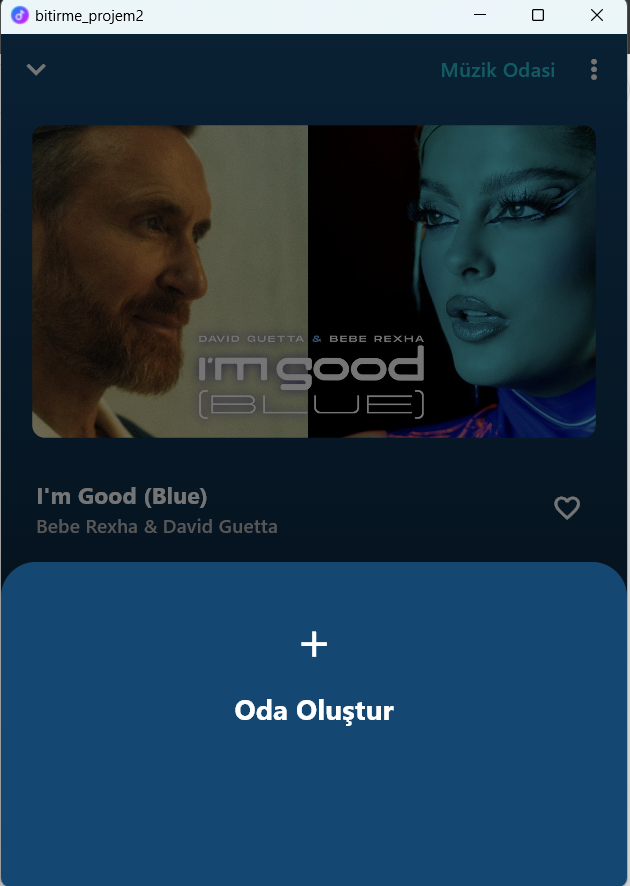 bitirme_projem2
Müzik Odasi
DAVID GUETTA & BEBE REXHA
I'm good
(BLUE)
I'm Good (Blue)
Bebe Rexha & David Guetta
Oda Oluştur